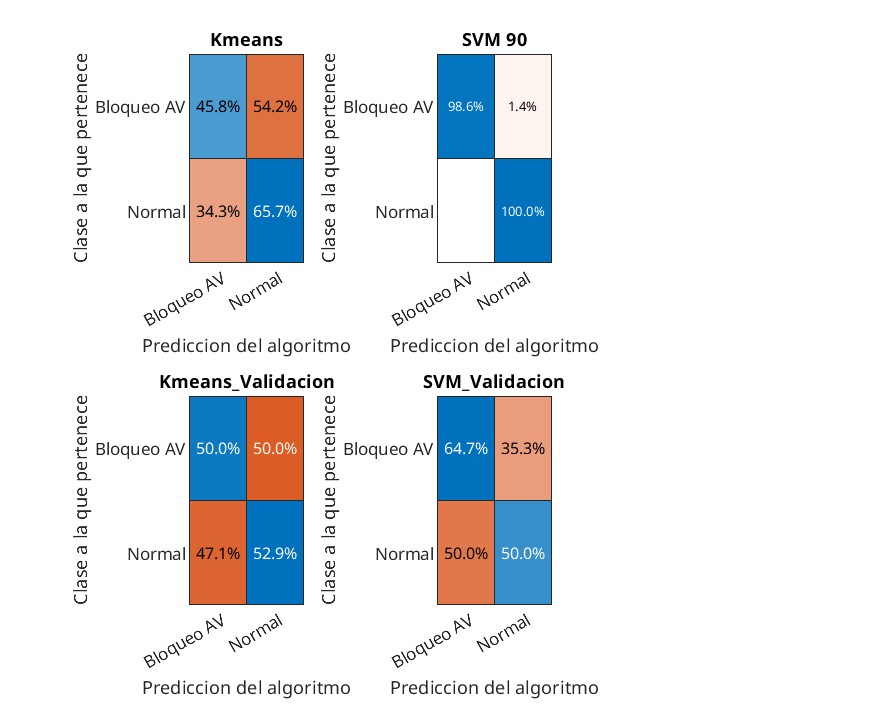 Kmeans
Clase a la que pertenece
Bloqueo AV
45.8%
54.2%
Normal
34.3%
65.7%
Bloqueo AV
Normal
Prediccion del algoritmo
SVM 90
Clase a la que pertenece
Bloqueo AV
98.6%
1.4%
Normal
100.0%
Bloqueo AV
Normal
Prediccion del algoritmo
Kmeans_Validacion
Clase a la que pertenece
Bloqueo AV
50.0%
50.0%
Normal
47.1%
52.9%
Bloqueo AV
Normal
Prediccion del algoritmo
SVM_Validacion
Clase a la que pertenece
Bloqueo AV
64.7%
35.3%
Normal
50.0%
50.0%
Bloqueo AV
Normal
Prediccion del algoritmo